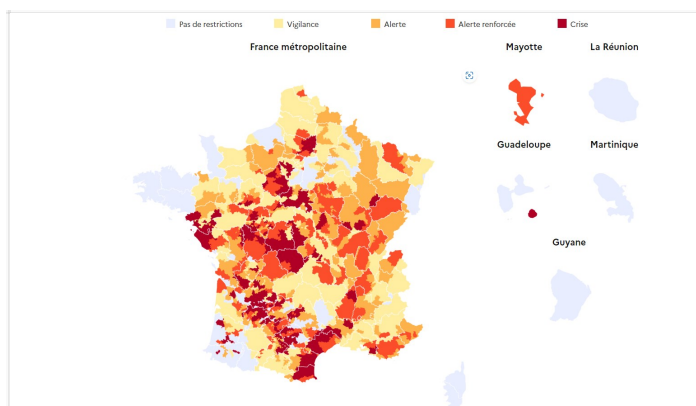 Pas de restrictions Vigilance Alerte Alerte renforcée Crise
France métropolitaine
Mayotte
La Réunion
Guadeloupe
Martinique
Guyane